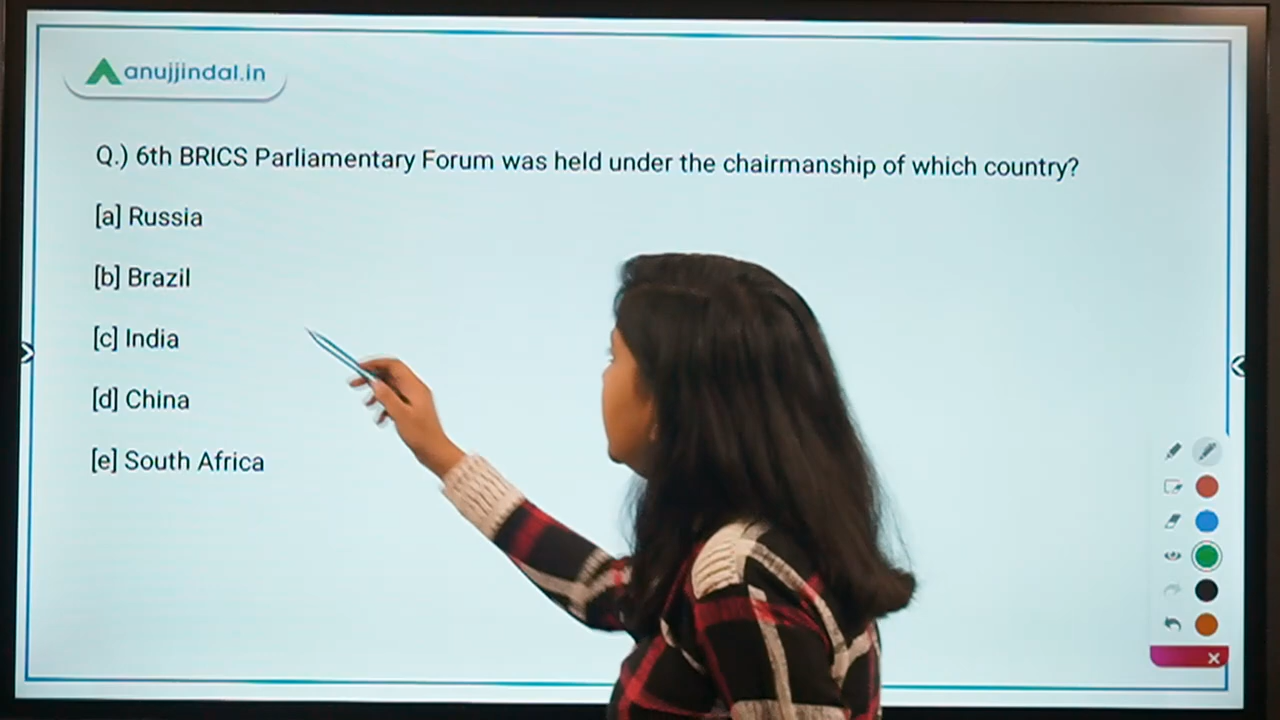 anujjindal.in
Q.) 6th BRICS Parliamentary Forum was held under the chairmanship of which country?
[a] Russia
[b] Brazil
[c] India
[d] China
[e] South Africa